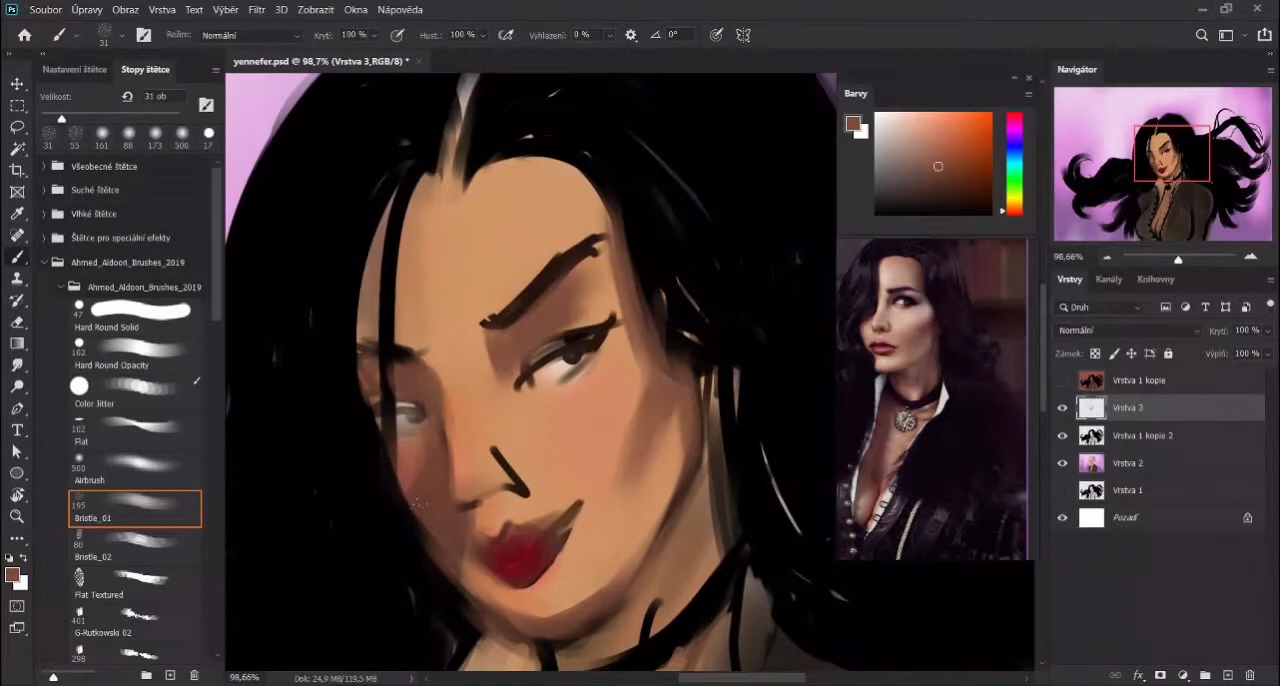 Ps Soubor Úpravy Obraz Vrstva Text Výběr Filtr 3D Zobrazit Okna Nápověda
31 Režim: Normální Krytí: 100 % Hust.: 100 % Vyhlazení: 0 % 0°
Nastavení štětce Stopy štětce
yennefer.psd @ 98,7% (Vrstva 3,RGB/8) *
Velikost: 31 ob
31 55 161 88 173 500 17
Všeobecné štětce
Suché štětce
Vlhké štětce
Štětce pro speciální efekty
Ahmed_Aldoori_Brushes_2019
Ahmed_Aldoori_Brushes_2019
47
Hard Round Solid
102
Hard Round Opacity
Color Jitter
102
Flat
500
Airbrush
195
Bristle_01
80
Bristle_02
Flat Textured
401
G-Rutkowski 02
298
98,66% Dok: 24,9 MB/119,5 MB
Barvy
Navigátor
98,66%
Vrstvy Kanály Knihovny
Druh
Normální Krytí: 100 %
Zámek: Výplň: 100 %
Vrstva 1 kopie
Vrstva 3
Vrstva 1 kopie 2
Vrstva 2
Vrstva 1
Pozadí
fx